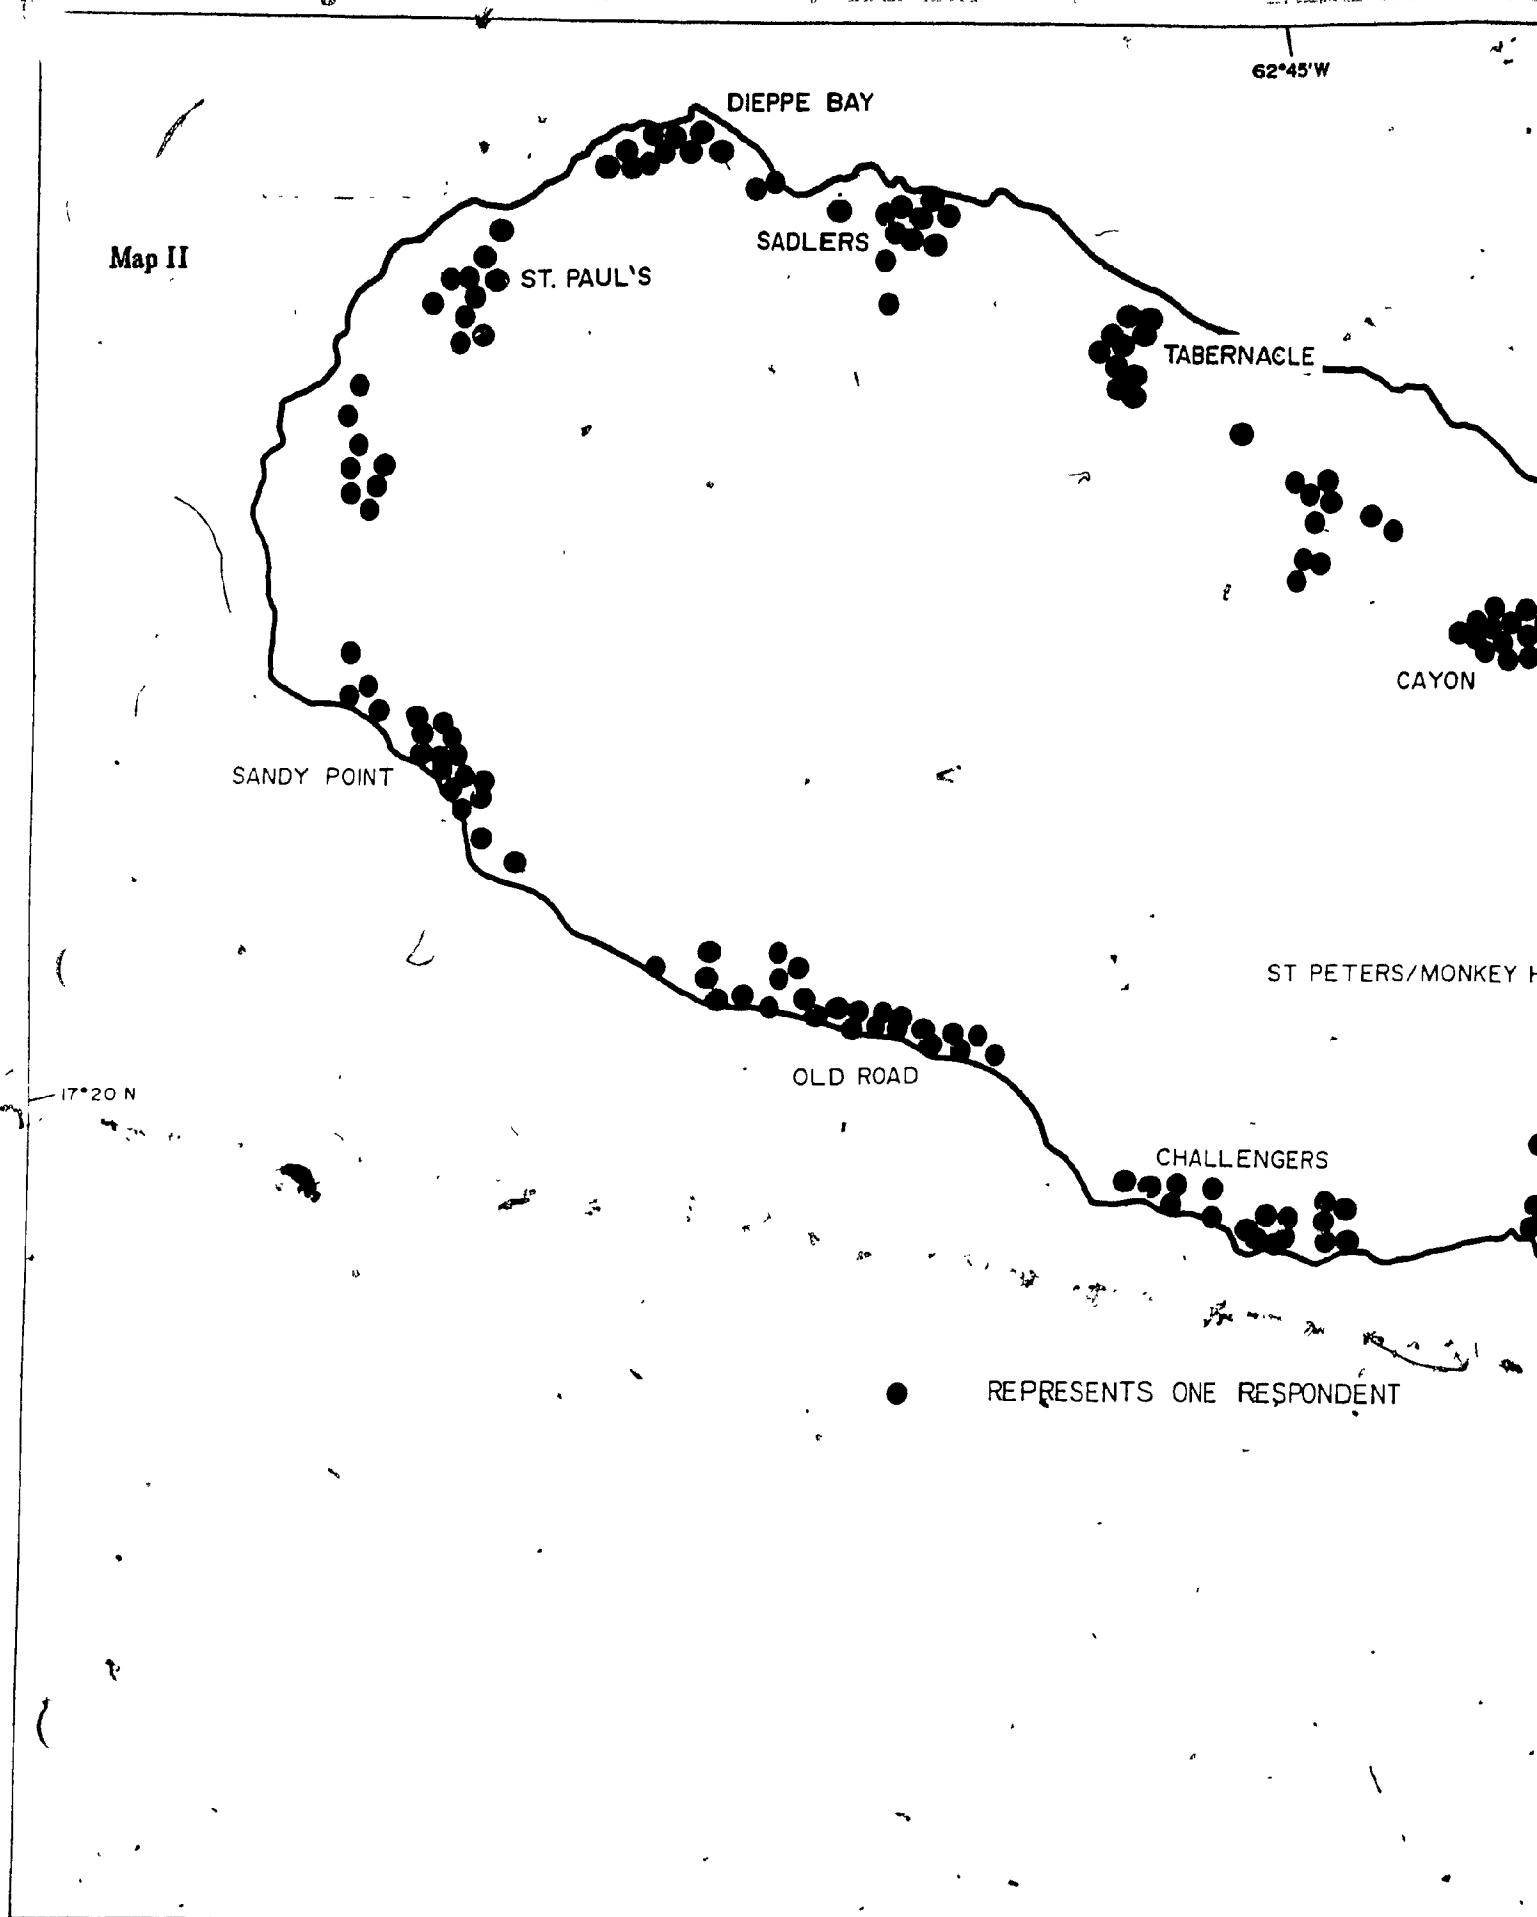 62°45'W
DIEPPE BAY
SADLERS
Map II
ST. PAUL'S
TABERNACLE
CAYON
SANDY POINT
ST PETERS/MONKEY H
OLD ROAD
17°20 N
CHALLENGERS
REPRESENTS ONE RESPONDENT